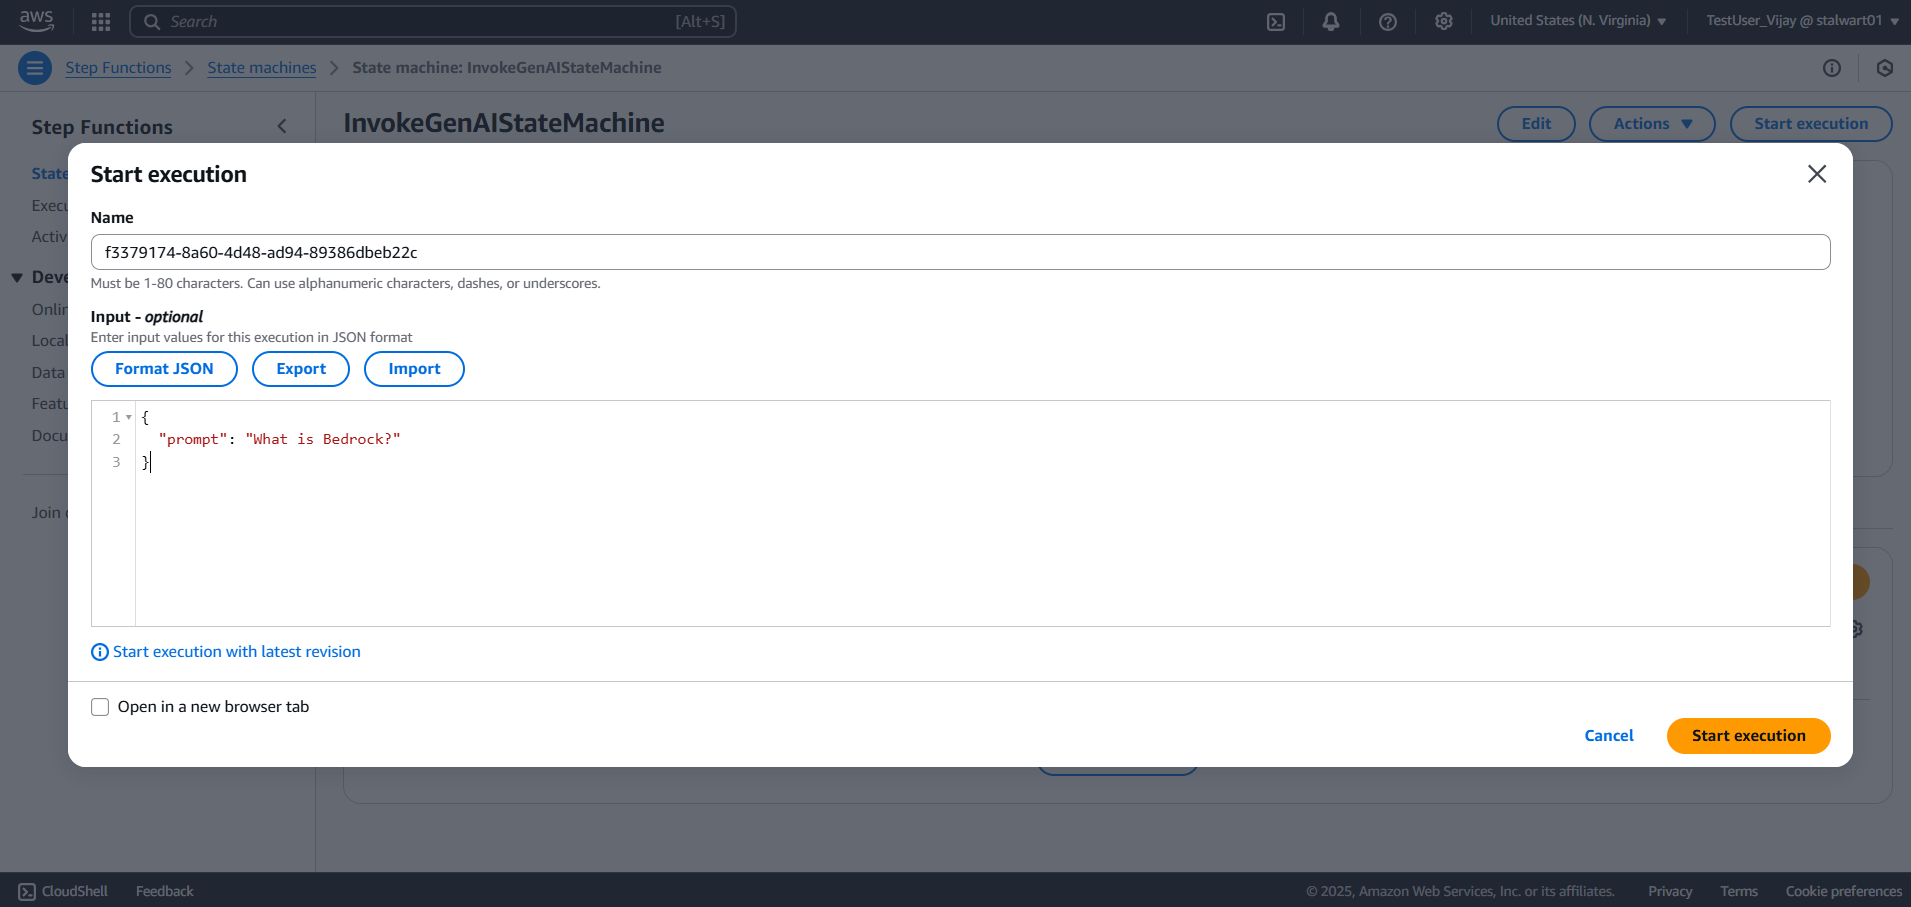 aws
Search [Alt+S]
United States (N. Virginia)
TestUser_Vijay @ stalwart01
Step Functions
State machines
State machine: InvokeGenAIStateMachine
Step Functions
InvokeGenAIStateMachine
Edit
Actions
Start execution
State
Execu
Activ
Deve
Onlin
Local
Data
Featu
Docu
Join
Start execution
Name
f3379174-8a60-4d48-ad94-89386dbeb22c
Must be 1-80 characters. Can use alphanumeric characters, dashes, or underscores.
Input - optional
Enter input values for this execution in JSON format
Format JSON
Export
Import
1 {
2 "prompt": "What is Bedrock?"
3 }
Start execution with latest revision
Open in a new browser tab
Cancel
Start execution
CloudShell
Feedback
© 2025, Amazon Web Services, Inc. or its affiliates.
Privacy
Terms
Cookie preferences